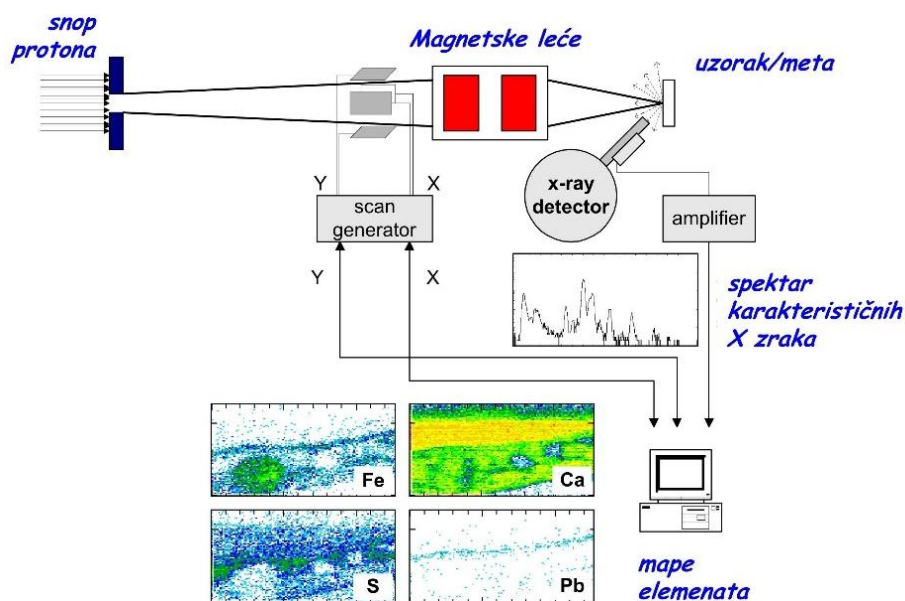 snop
protona
Magnetske leće
uzorak/meta
Y
X
scan
generator
x-ray
detector
amplifier
Y
X
spektar
karakterističnih
X zraka
Fe
Ca
S
Pb
mape
elemenata